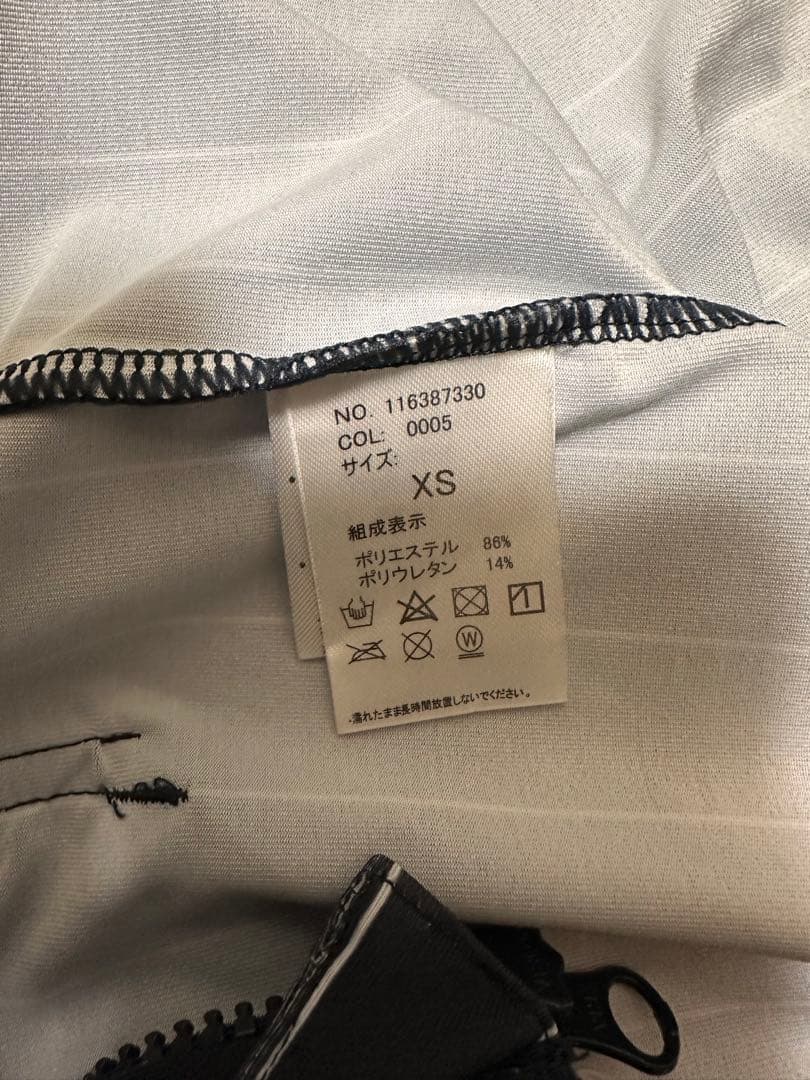 NO. 116387330
COL: 0005
サイズ:
XS
組成表示
ポリエステル 86%
ポリウレタン 14%
W
・濡れたまま長時間放置しないでください。